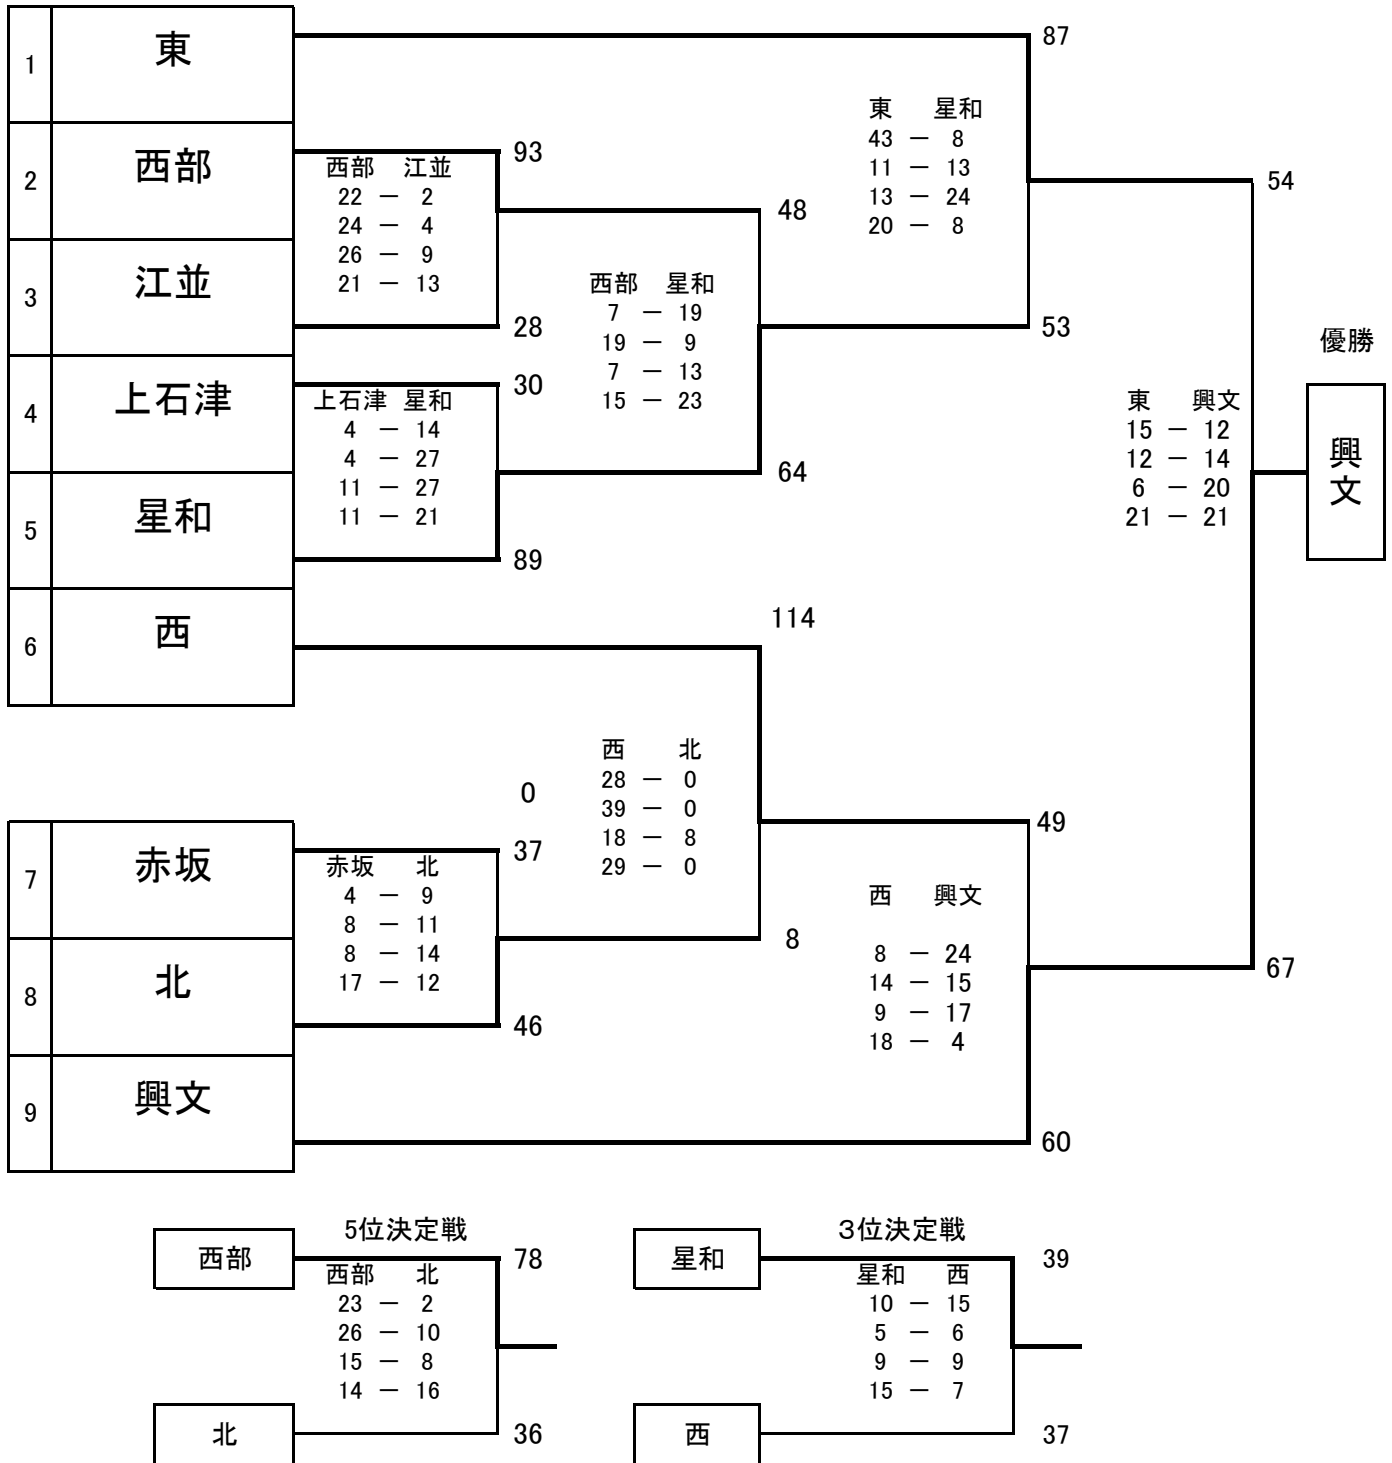 1 東 87
東 星和
43 － 8
2 西部 93
西部 江並
11 － 13
22 － 2
13 － 24
54
24 － 4
48
20 － 8
26 － 9
3 江並
21 － 13
西部 星和
7 － 19
28
53
19 － 9
優勝
7 － 13
30
4 上石津
上石津 星和
15 － 23
東 興文
4 － 14
15 － 12
4 － 27
12 － 14
興文
11 － 27
64
6 － 20
5 星和
11 － 21
21 － 21
89
114
6 西
西 北
28 － 0
0
39 － 0
49
18 － 8
37
7 赤坂
赤坂 北
29 － 0
4 － 9
西 興文
8 － 11
8
8 － 14
8 － 24
67
8 北
17 － 12
14 － 15
9 － 17
46
18 － 4
9 興文
60
5位決定戦
3位決定戦
西部 78
星和 39
西部 北
星和 西
23 － 2
10 － 15
26 － 10
5 － 6
15 － 8
9 － 9
14 － 16
15 － 7
北 36
西 37